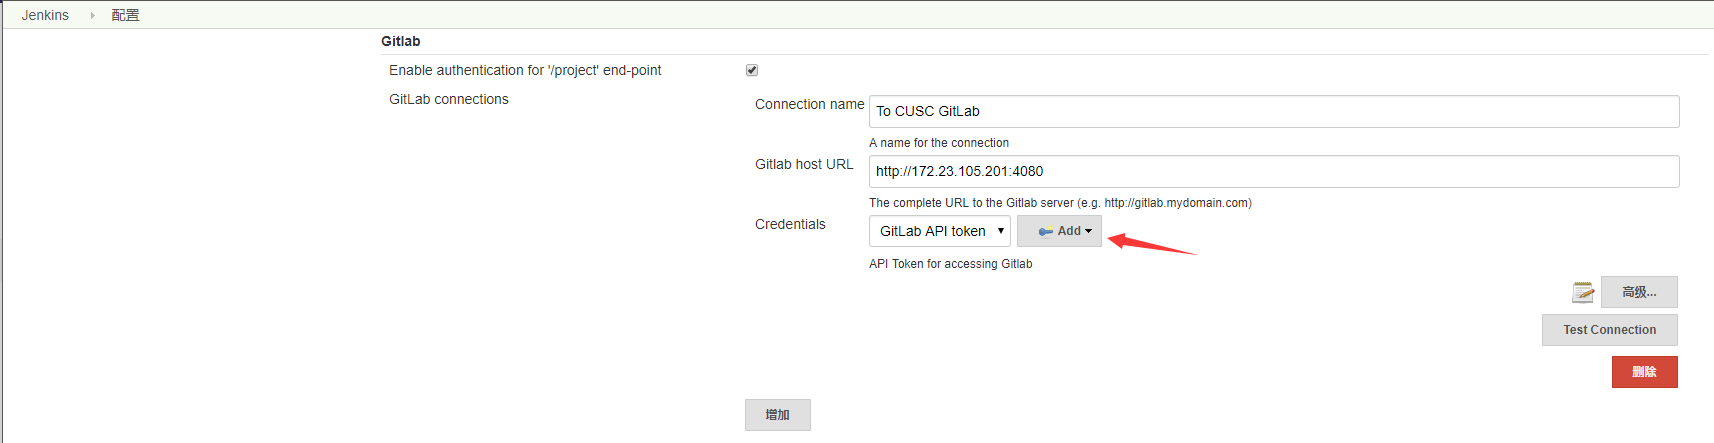 Jenkins 配置
Gitlab
Enable authentication for '/project' end-point
GitLab connections
Connection name To CUSC GitLab
A name for the connection
Gitlab host URL http://172.23.105.201:4080
The complete URL to the Gitlab server (e.g. http://gitlab.mydomain.com)
Credentials GitLab API token Add
API Token for accessing Gitlab
高级...
Test Connection
删除
增加